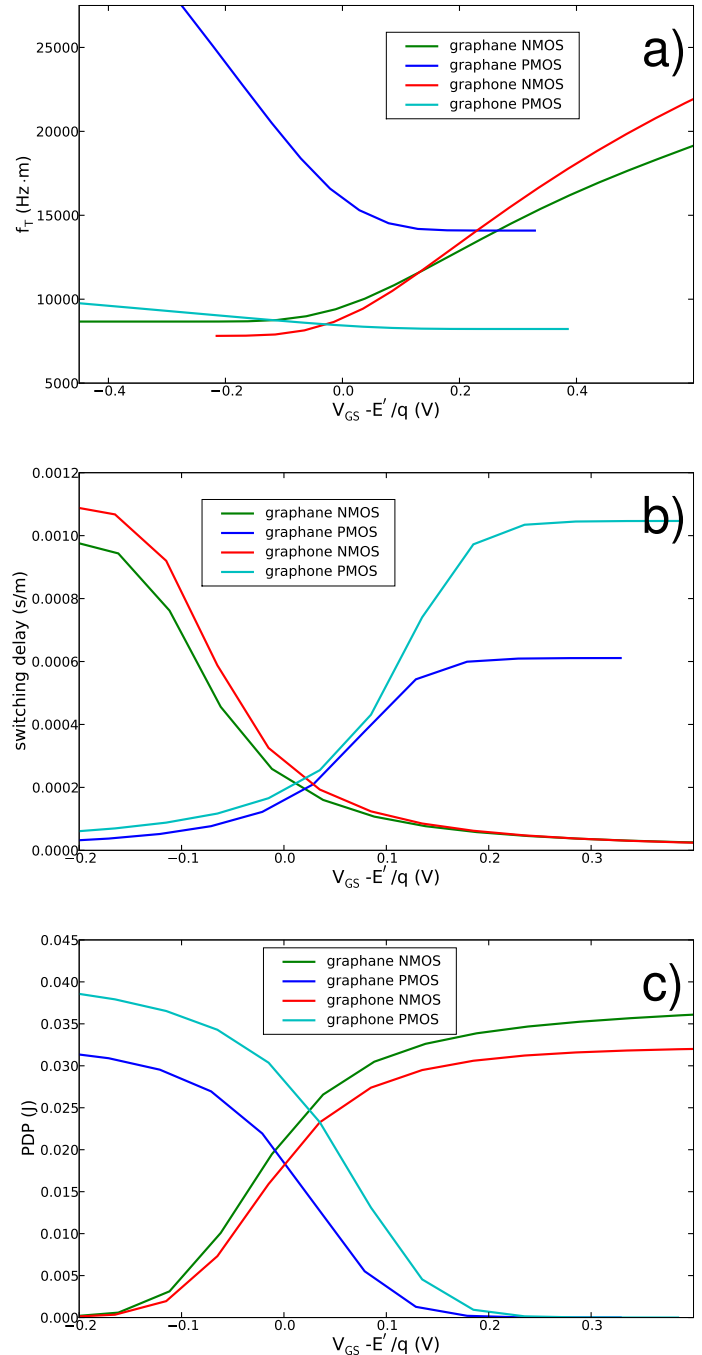 a)
graphane NMOS
graphane PMOS
graphone NMOS
graphone PMOS
25000
20000
15000
10000
5000
f_T (Hz·m)
−0.4 −0.2 0.0 0.2 0.4
V_GS -E′/q (V)
b)
graphane NMOS
graphane PMOS
graphone NMOS
graphone PMOS
0.0012
0.0010
0.0008
0.0006
0.0004
0.0002
0.0000
switching delay (s/m)
−0.2 −0.1 0.0 0.1 0.2 0.3
V_GS -E′/q (V)
c)
graphane NMOS
graphane PMOS
graphone NMOS
graphone PMOS
0.045
0.040
0.035
0.030
0.025
0.020
0.015
0.010
0.005
0.000
PDP (J)
−0.2 −0.1 0.0 0.1 0.2 0.3
V_GS -E′/q (V)